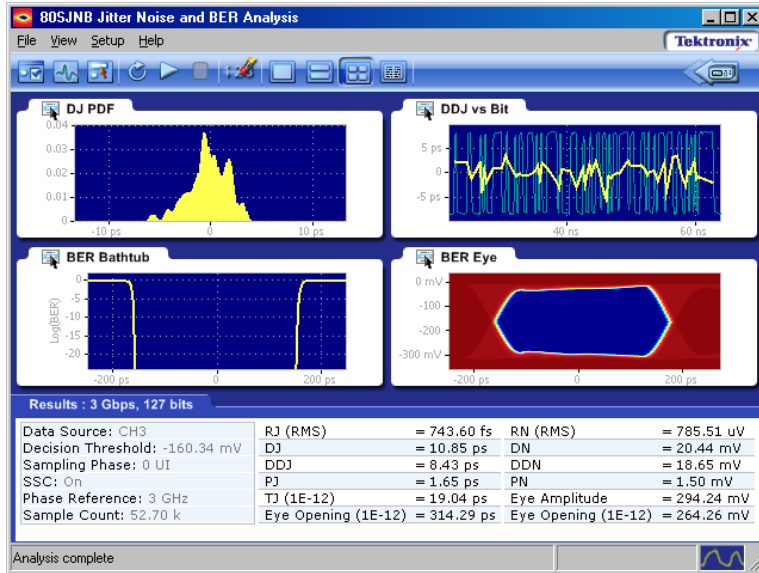 80SJNB Jitter Noise and BER Analysis
File View Setup Help
Tektronix
DJ PDF
0.04
0.03
0.02
0.01
0
-10 ps 0 10 ps
DDJ vs Bit
5 ps
-5 ps
40 ns 60 ns
BER Bathtub
Log(BER)
0
-5
-10
-15
-20
-200 ps 0 200 ps
BER Eye
0 mV
-100
-200
-300 mV
-200 ps 0 200 ps
Results : 3 Gbps, 127 bits
Data Source: CH3
Decision Threshold: -160.34 mV
Sampling Phase: 0 UI
SSC: On
Phase Reference: 3 GHz
Sample Count: 52.70 k
RJ (RMS) = 743.60 fs
DJ = 10.85 ps
DDJ = 8.43 ps
PJ = 1.65 ps
TJ (1E-12) = 19.04 ps
Eye Opening (1E-12) = 314.29 ps
RN (RMS) = 785.51 uV
DN = 20.44 mV
DDN = 18.65 mV
PN = 1.50 mV
Eye Amplitude = 294.24 mV
Eye Opening (1E-12) = 264.26 mV
Analysis complete